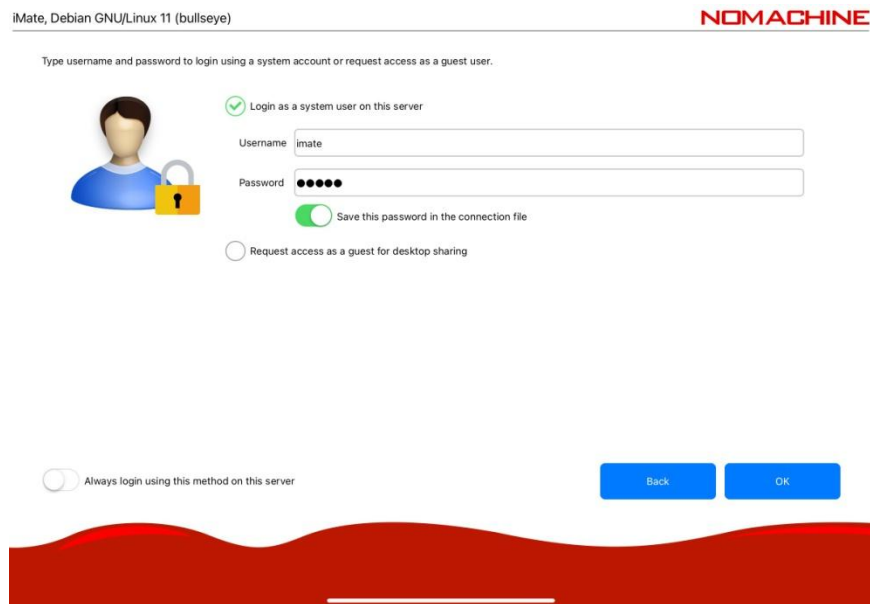 iMate, Debian GNU/Linux 11 (bullseye)
NOMACHINE
Type username and password to login using a system account or request access as a guest user.
Login as a system user on this server
Username imate
Password ●●●●●
Save this password in the connection file
Request access as a guest for desktop sharing
Always login using this method on this server
Back OK